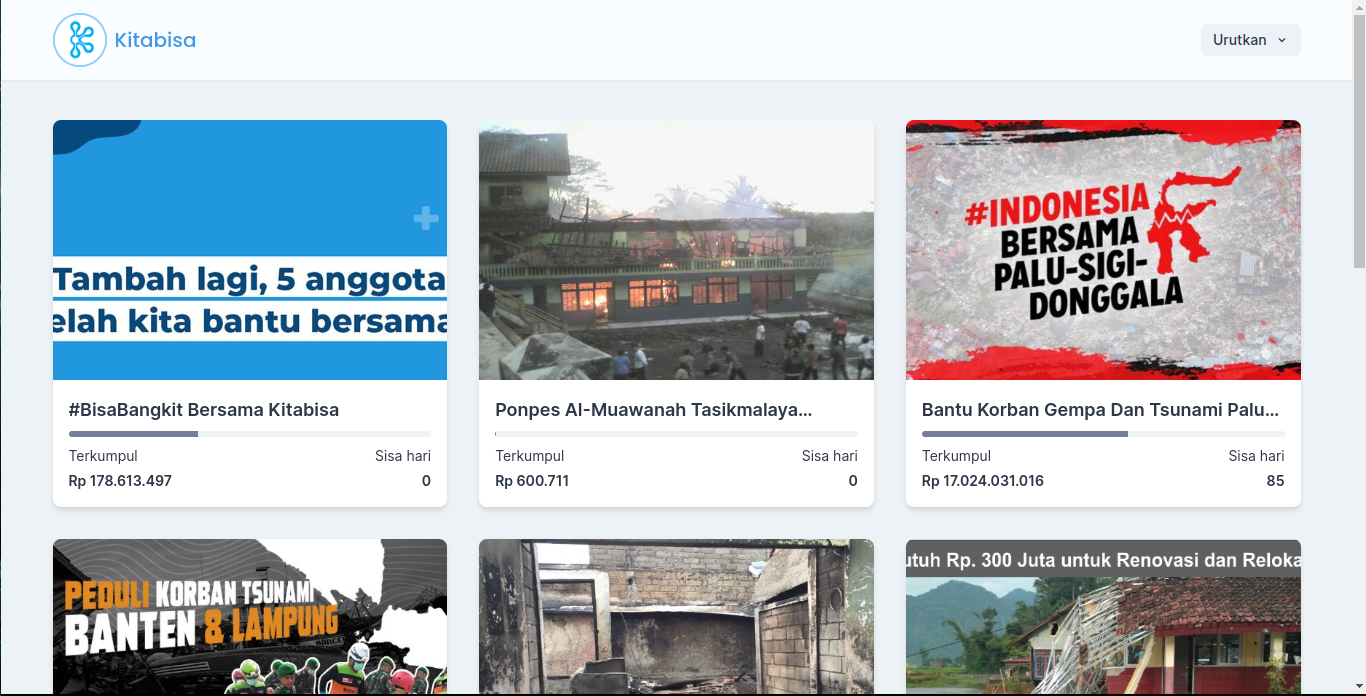 Kitabisa
Urutkan
Tambah lagi, 5 anggota
elah kita bantu bersama
#INDONESIA
BERSAMA
PALU-SIGI-
DONGGALA
#BisaBangkit Bersama Kitabisa
Terkumpul
Sisa hari
Rp 178.613.497
0
Ponpes Al-Muawanah Tasikmalaya...
Terkumpul
Sisa hari
Rp 600.711
0
Bantu Korban Gempa Dan Tsunami Palu...
Terkumpul
Sisa hari
Rp 17.024.031.016
85
PEDULI KORBAN TSUNAMI
BANTEN & LAMPUNG
utuh Rp. 300 Juta untuk Renovasi dan Reloka